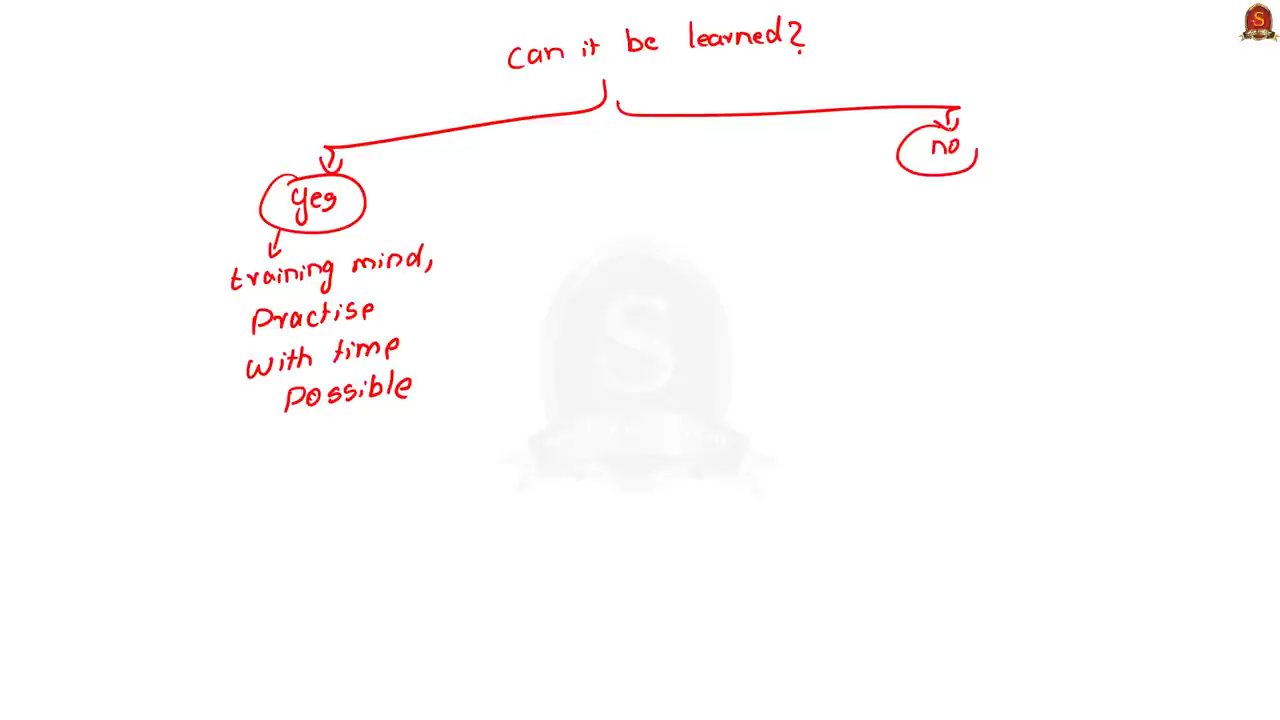 can it be learned?
no
yes
training mind,
Practise
with time
Possible
S
S